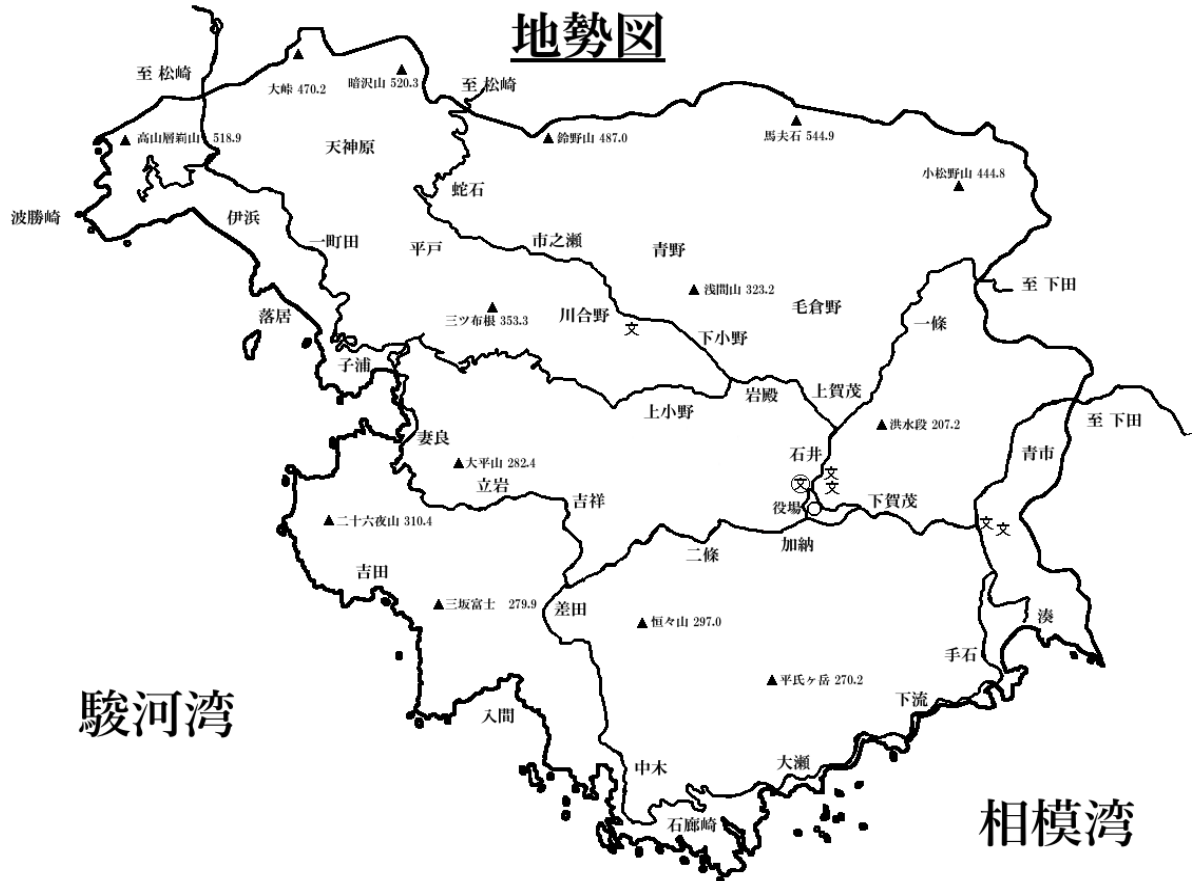 地勢図
至 松崎
大峠 470.2
暗沢山 520.3
至 松崎
高山層羂山 518.9
天神原
鈴野山 487.0
馬夫石 544.9
小松野山 444.8
蛇石
波勝崎
伊浜
一町田
平戸
市之瀬
青野
浅間山 323.2
毛倉野
至 下田
三ツ布根 353.3
川合野
文
下小野
一條
落居
子浦
上小野
岩殿
上賀茂
洪水段 207.2
至 下田
妻良
石井
青市
大平山 282.4
立岩
吉祥
文
文
文
役場
下賀茂
二十六夜山 310.4
二條
加納
文
文
吉田
三坂富士 279.9
差田
恒々山 297.0
湊
手石
平氏ヶ岳 270.2
下流
駿河湾
入間
中木
大瀬
石廊崎
相模湾